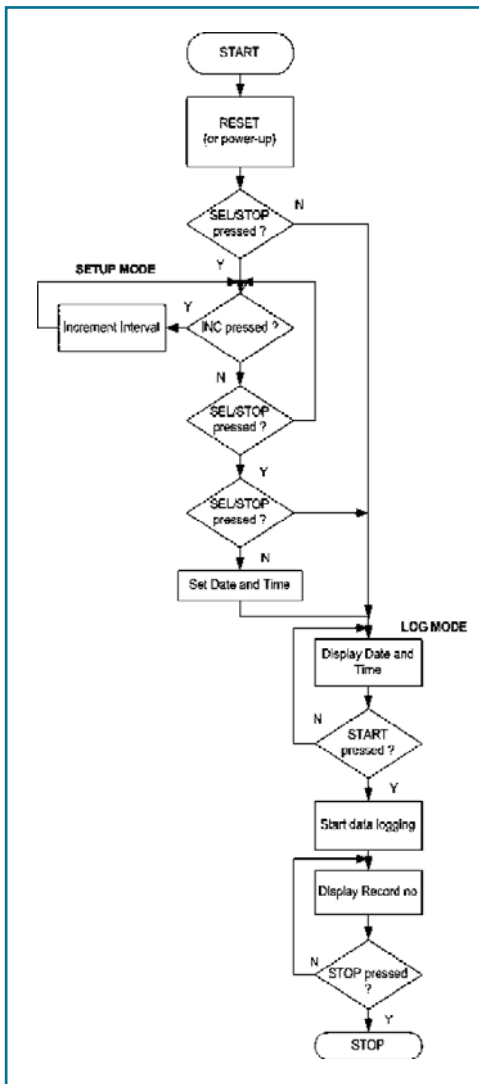 START
RESET
{or power-up}
SEL/STOP
pressed ?
N
Y
SETUP MODE
Increment Interval
Y
INC pressed ?
N
SEL/STOP
pressed ?
Y
SEL/STOP
pressed ?
N
Set Date and Time
LOG MODE
Display Date and
Time
N
START
pressed ?
Y
Start data logging
Display Record no
N
STOP pressed
?
Y
STOP